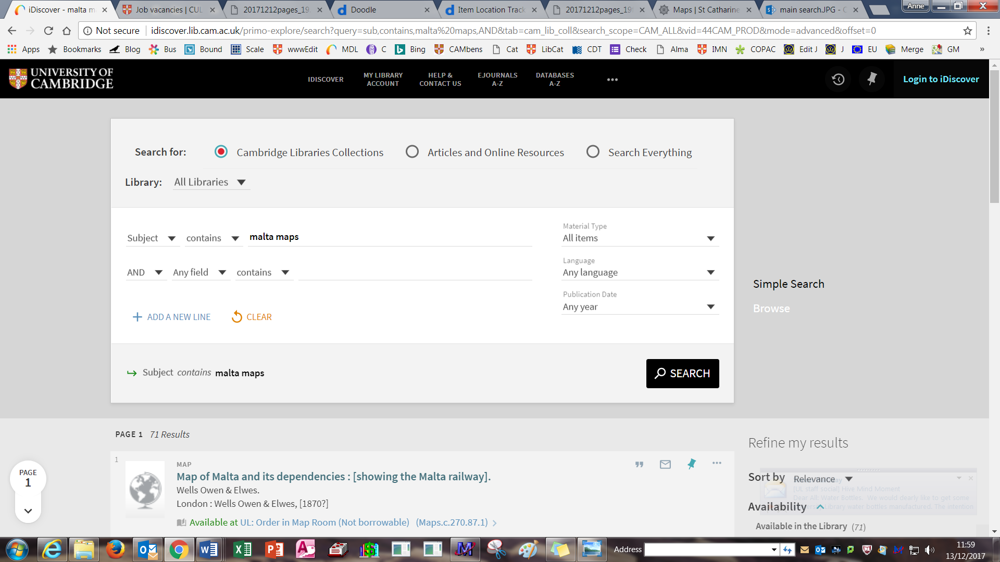 iDiscover - malta m
Job vacancies | CUL
20171212pages_19
Doodle
Item Location Track
20171212pages_19
Maps | St Catharine
main search.JPG - C
Anne
Not secure
idiscover.lib.cam.ac.uk/primo-explore/search?query=sub,contains,malta%20maps,AND&tab=cam_lib_coll&search_scope=CAM_ALL&vid=44CAM_PROD&mode=advanced&offset=0
Apps Bookmarks Blog Bus Bound Scale wwwEdit MDL C Bing CAMbens Cat LibCat CDT Check Alma IMN COPAC Edit J J EU Merge GM »
UNIVERSITY OF
CAMBRIDGE
IDISCOVER
MY LIBRARY
ACCOUNT
HELP &
CONTACT US
EJOURNALS
A-Z
DATABASES
A-Z
Login to iDiscover
Search for: Cambridge Libraries Collections Articles and Online Resources Search Everything
Library: All Libraries
Subject contains malta maps
AND Any field contains
Material Type
All items
Language
Any language
Publication Date
Any year
ADD A NEW LINE CLEAR
Simple Search
Browse
Subject contains malta maps
SEARCH
PAGE 1 71 Results
PAGE
1
1
MAP
Map of Malta and its dependencies : [showing the Malta railway].
Wells Owen & Elwes.
London : Wells Owen & Elwes, [1870?]
Available at UL: Order in Map Room (Not borrowable) (Maps.c.270.87.1)
Refine my results
Sort by Relevance
[UL staff social] Hive Mind Moment
Dear All: Water Bottles. We would dearly like to get some
Library water bottles manufactured. The intention
Availability
Available in the Library (71)
Address
11:59
13/12/2017